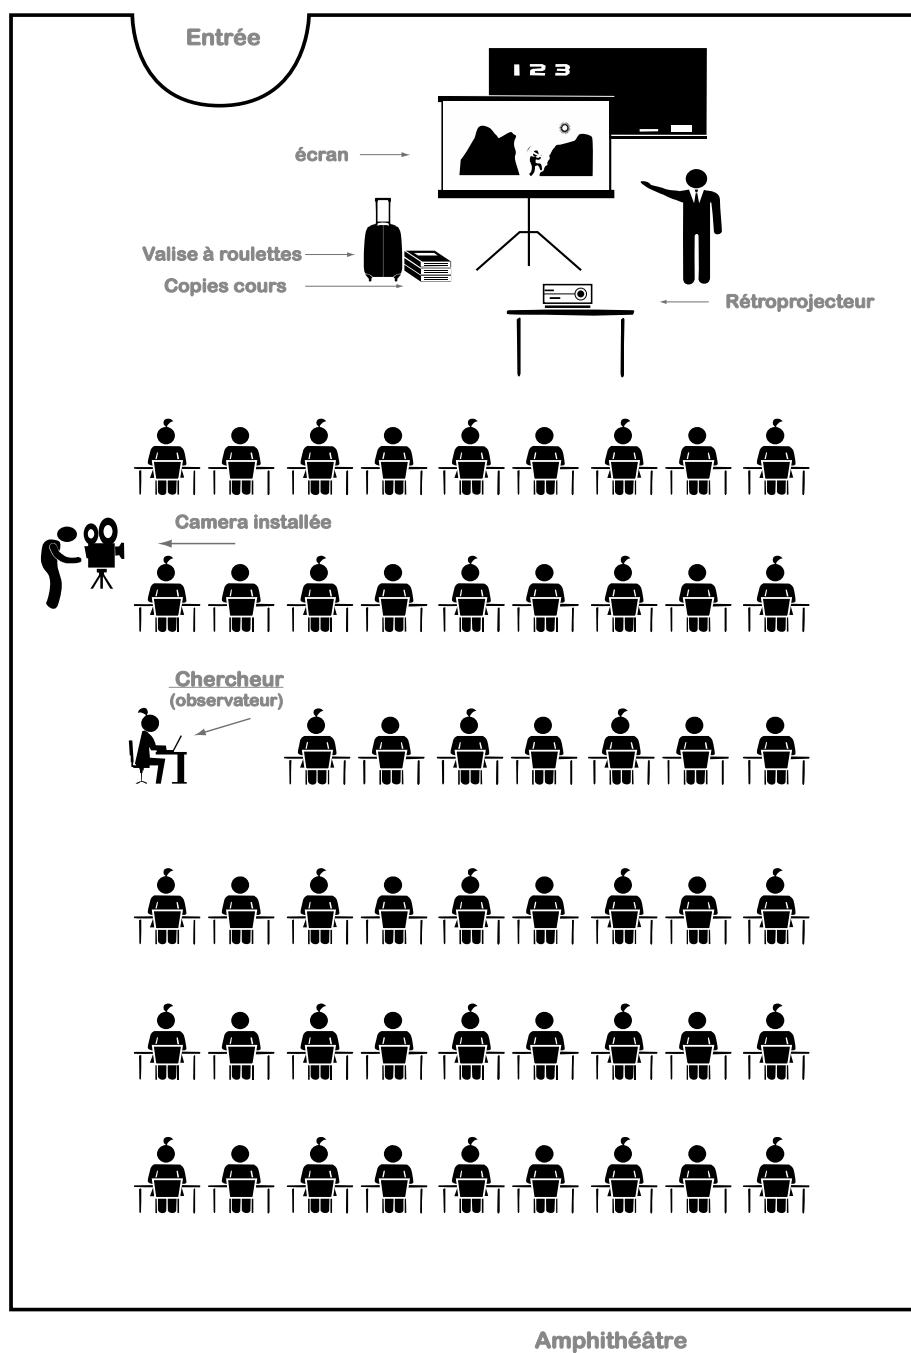 Entrée
1 2 3
écran
Valise à roulettes
Copies cours
Rétroprojecteur
Camera installée
Chercheur
(observateur)
Amphithéâtre